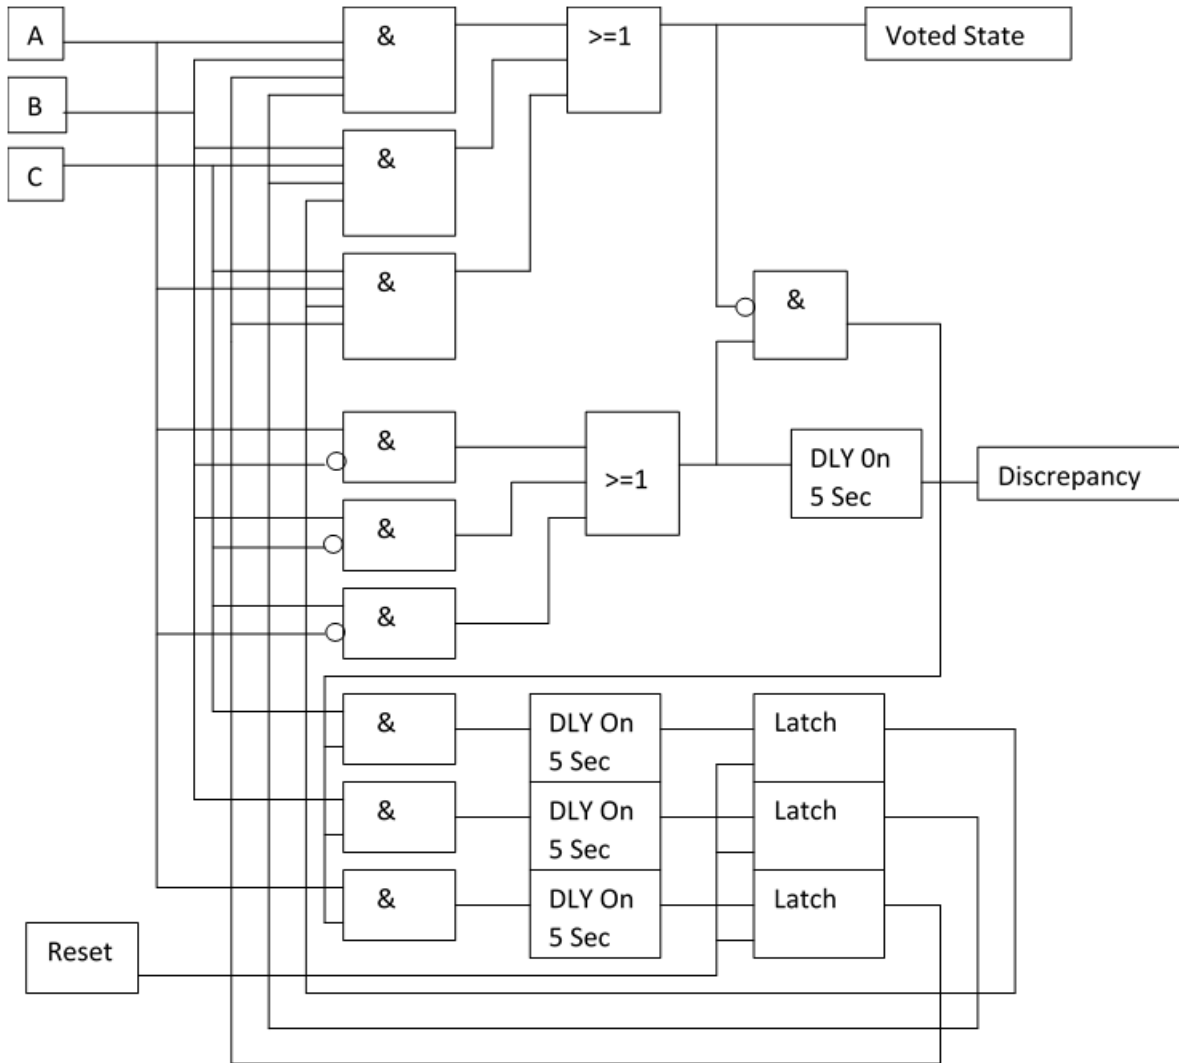 A
&
>=1
Voted State
B
&
C
&
&
&
DLY 0n
5 Sec
>=1
Discrepancy
&
&
&
DLY On
5 Sec
Latch
&
DLY On
5 Sec
Latch
&
DLY On
5 Sec
Latch
Reset